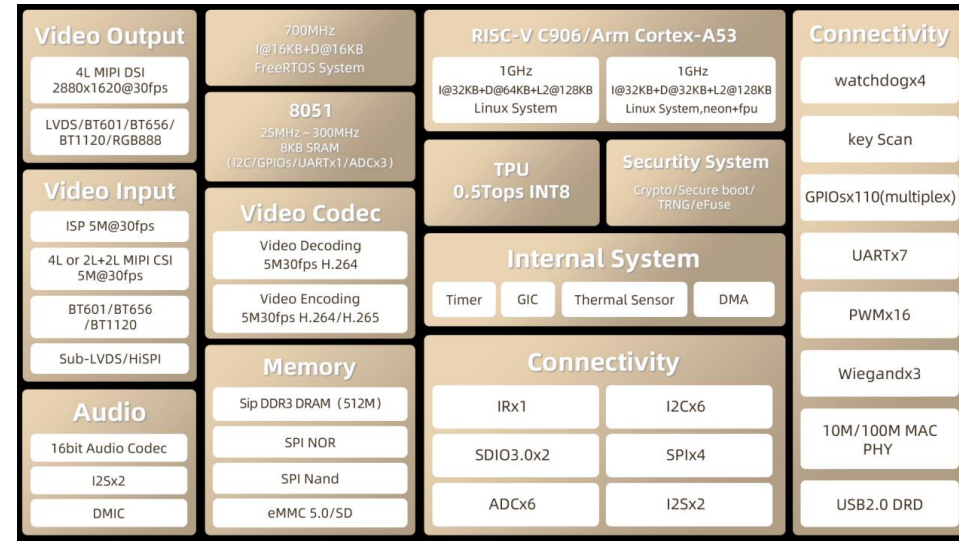 Video Output
4L MIPI DSI
2880x1620@30fps
LVDS/BT601/BT656/
BT1120/RGB888
Video Input
ISP 5M@30fps
4L or 2L+2L MIPI CSI
5M@30fps
BT601/BT656
/BT1120
Sub-LVDS/HiSPI
Audio
16bit Audio Codec
I2Sx2
DMIC
700MHz
I@16KB+D@16KB
FreeRTOS System
8051
25MHz~300MHz
8KB SRAM
(I2C/GPIOs/UARTx1/ADCx3)
Video Codec
Video Decoding
5M30fps H.264
Video Encoding
5M30fps H.264/H.265
Memory
Sip DDR3 DRAM (512M)
SPI NOR
SPI Nand
eMMC 5.0/SD
RISC-V C906/Arm Cortex-A53
1GHz
I@32KB+D@64KB+L2@128KB
Linux System
1GHz
I@32KB+D@32KB+L2@128KB
Linux System,neon+fpu
TPU
0.5Tops INT8
Securtity System
Crypto/Secure boot/
TRNG/eFuse
Internal System
Timer
GIC
Thermal Sensor
DMA
Connectivity
IRx1
I2Cx6
SDIO3.0x2
SPIx4
ADCx6
I2Sx2
Connectivity
watchdogx4
key Scan
GPIOsx110(multiplex)
UARTx7
PWMx16
Wiegandx3
10M/100M MAC
PHY
USB2.0 DRD